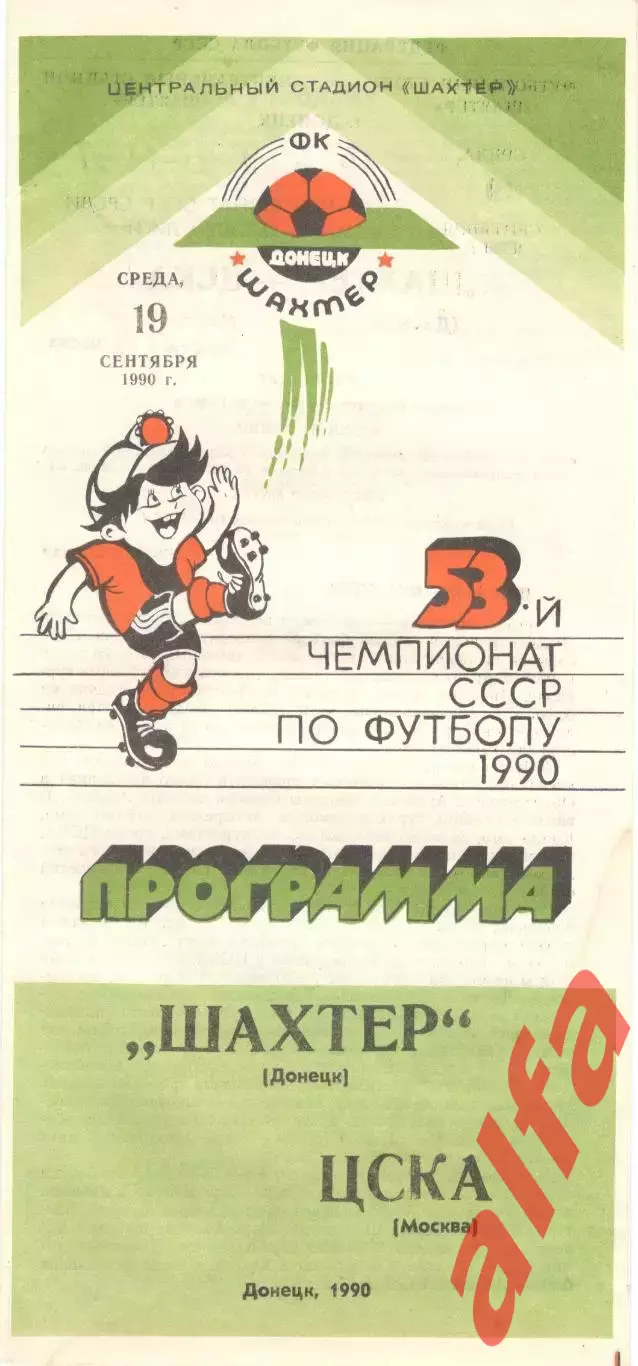 ЦЕНТРАЛЬНЫЙ СТАДИОН «ШАХТЕР»
ФК
ДОНЕЦК
ШАХТЕР
СРЕДА,
19
СЕНТЯБРЯ
1990 г.
53-й
ЧЕМПИОНАТ
СССР
ПО ФУТБОЛУ
1990
ПРОГРАММА
„ШАХТЕР“
(Донецк)
ЦСКА
(Москва)
Донецк, 1990
alfa